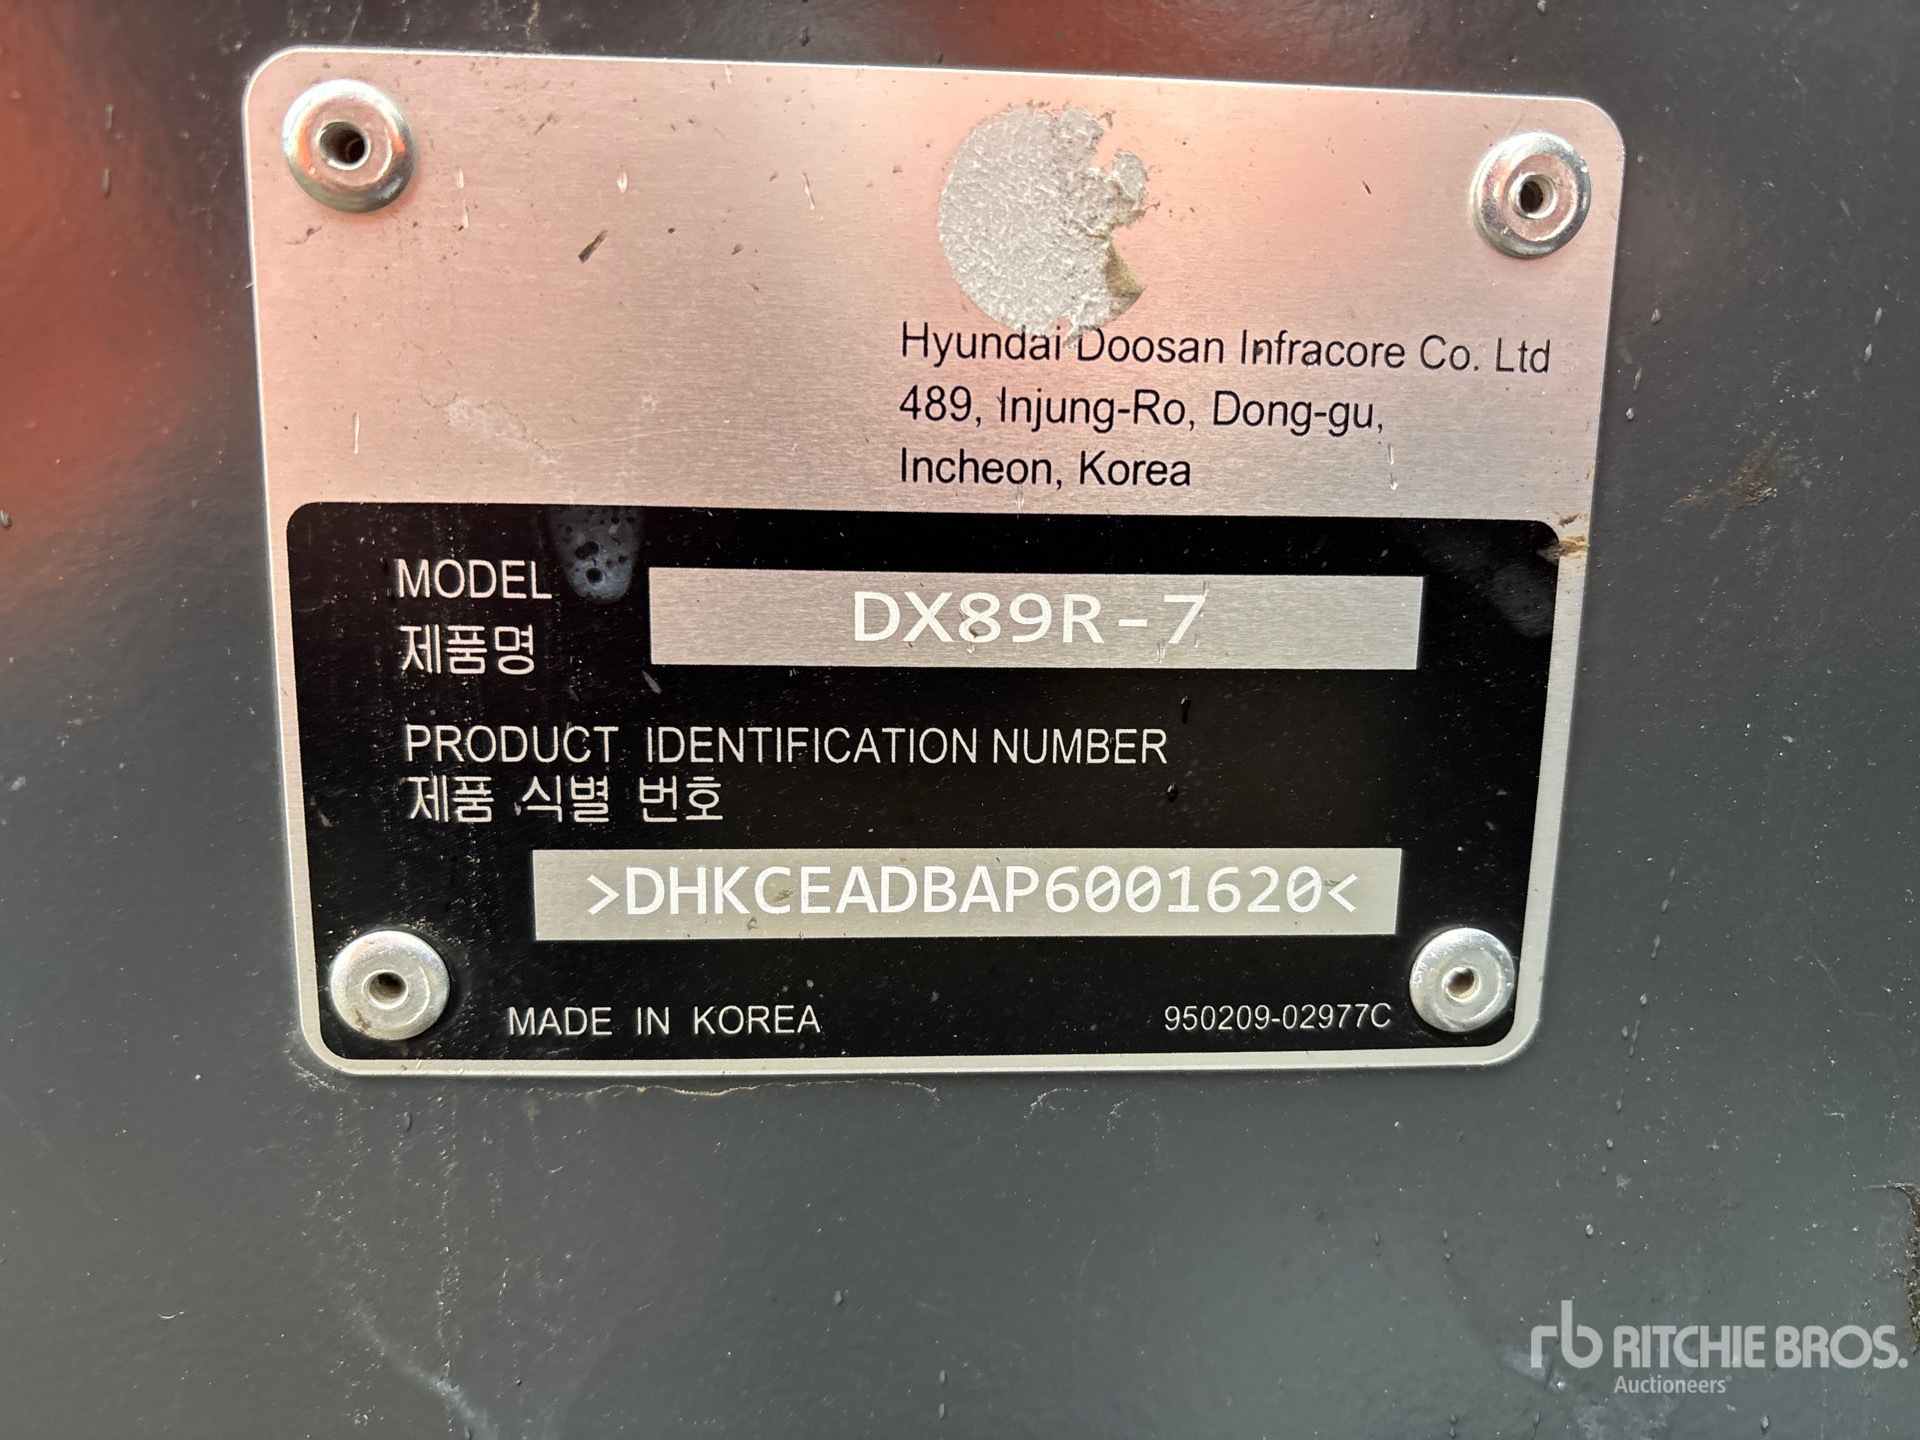 Hyundai Doosan Infracore Co. Ltd
489, Injung-Ro, Dong-gu,
Incheon, Korea
MODEL
제품명
DX89R-7
PRODUCT IDENTIFICATION NUMBER
제품 식별 번호
>DHKCEADBAP6001620<
MADE IN KOREA
950209-02977C
rb RITCHIE BROS.
Auctioneers